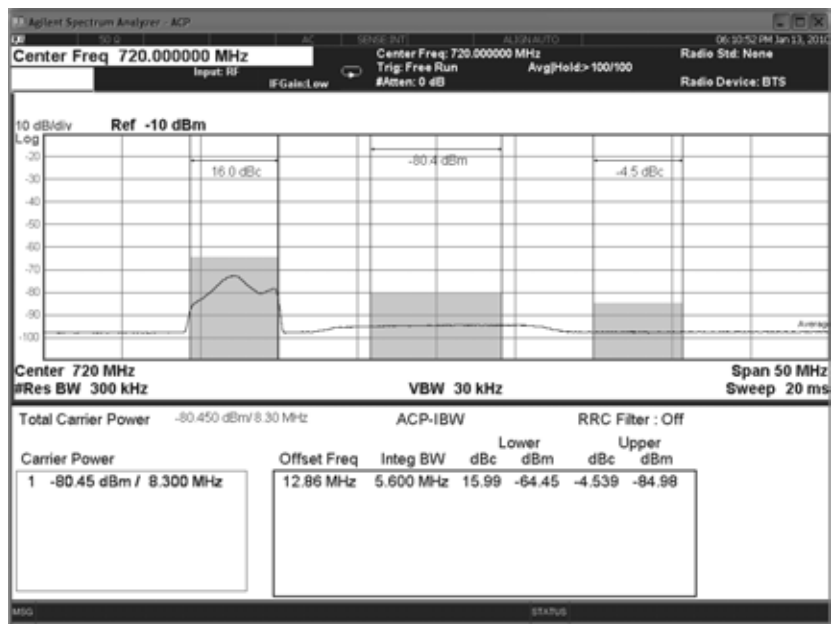 Agilent Spectrum Analyzer - ACP
50 Ω AC SENSE:INT ALIGNAUTO 06:10:52 PM Jan 13, 2010
Center Freq 720.000000 MHz
Center Freq: 720.000000 MHz
Radio Std: None
Input: RF
Trig: Free Run
Avg|Hold:> 100/100
IFGain:Low
#Atten: 0 dB
Radio Device: BTS
10 dB/div Ref -10 dBm
Log
-20
-30
-40
-50
-60
-70
-80
-90
-100
16.0 dBc
-80.4 dBm
-4.5 dBc
Average
Center 720 MHz Span 50 MHz
#Res BW 300 kHz VBW 30 kHz Sweep 20 ms
Total Carrier Power -80.450 dBm/ 8.30 MHz ACP-IBW RRC Filter : Off
Lower Upper
Carrier Power Offset Freq Integ BW dBc dBm dBc dBm
1 -80.45 dBm / 8.300 MHz 12.86 MHz 5.600 MHz 15.99 -64.45 -4.539 -84.98
MSG STATUS